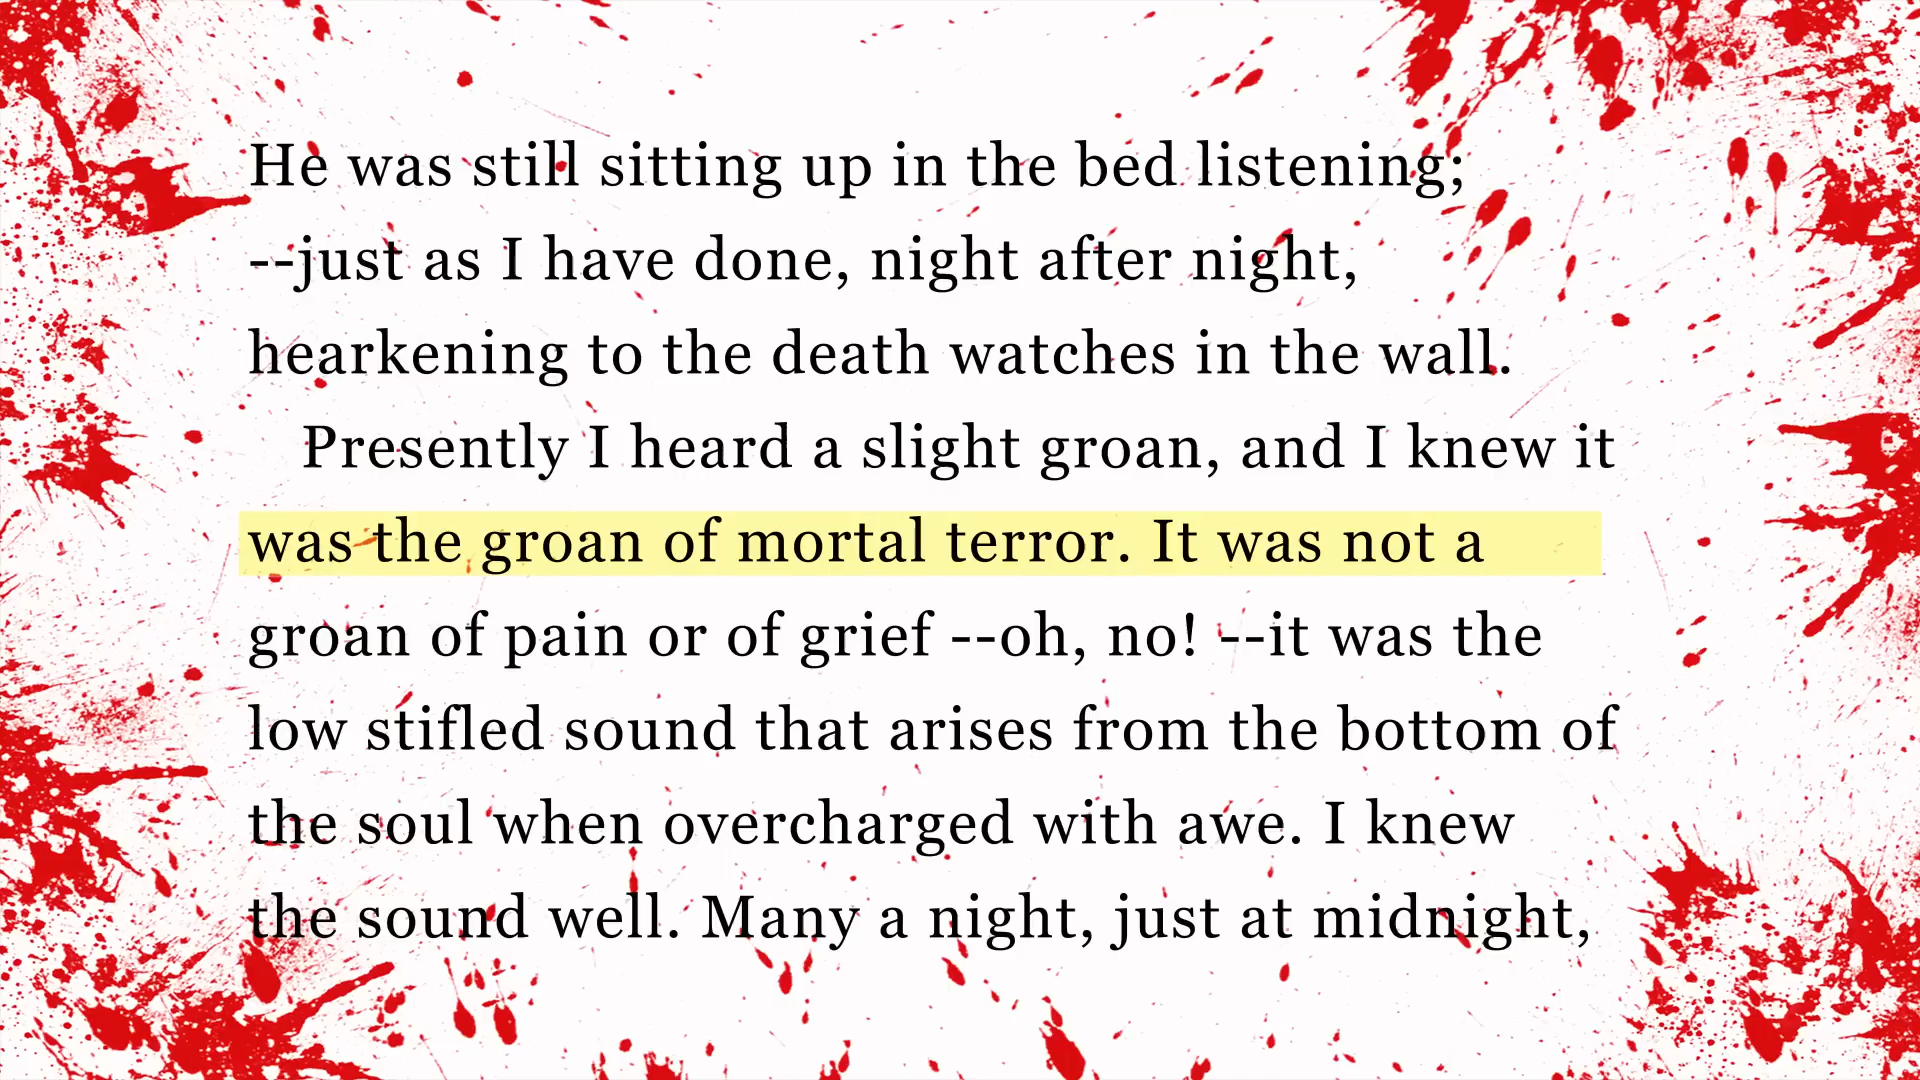 He was still sitting up in the bed listening;
--just as I have done, night after night,
hearkening to the death watches in the wall.
Presently I heard a slight groan, and I knew it
was the groan of mortal terror. It was not a
groan of pain or of grief --oh, no! --it was the
low stifled sound that arises from the bottom of
the soul when overcharged with awe. I knew
the sound well. Many a night, just at midnight,